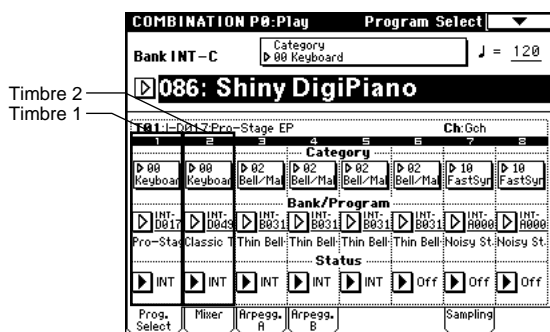 COMBINATION P0:Play Program Select
Bank INT-C
Category
00 Keyboard
♩ = 120
086: Shiny DigiPiano
Timbre 2
Timbre 1
T01:I-D017:Pro-Stage EP Ch:Gch
1 2 3 4 5 6 7 8
Category
00 Keyboar 00 Keyboar 02 Bell/Mal 02 Bell/Mal 02 Bell/Mal 02 Bell/Mal 10 FastSyn 10 FastSyn
Bank/Program
INT-D017 INT-D049 INT-B031 INT-B031 INT-B031 INT-B031 INT-A000 INT-A000
Pro-Stag Classic T Thin Bell Thin Bell Thin Bell Thin Bell Noisy St. Noisy St.
Status
INT INT INT INT INT Off Off Off
Prog. Select Mixer Arpegg. A Arpegg. B Sampling